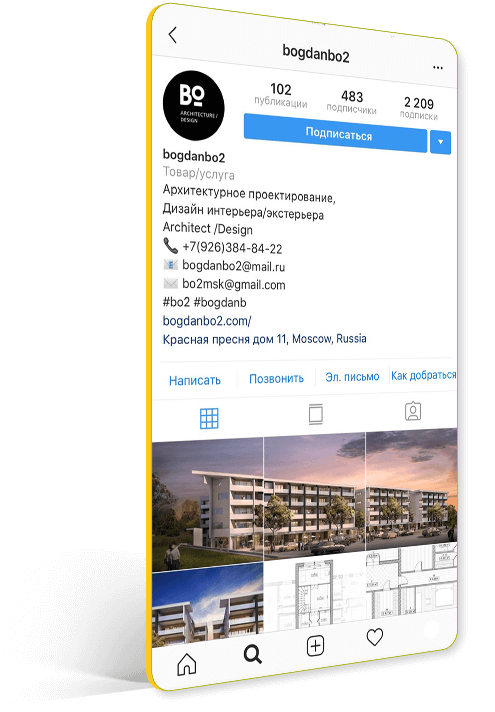 bogdanbo2
...
BO
ARCHITECTURE /
DESIGN
102 483 2 209
публикации подписчики подписки
Подписаться
bogdanbo2
Товар/услуга
Архитектурное проектирование,
Дизайн интерьера/экстерьера
Architect /Design
+7(926)384-84-22
bogdanbo2@mail.ru
bo2msk@gmail.com
#bo2 #bogdanb
bogdanbo2.com/
Красная пресня дом 11, Moscow, Russia
Написать Позвонить Эл. письмо Как добраться